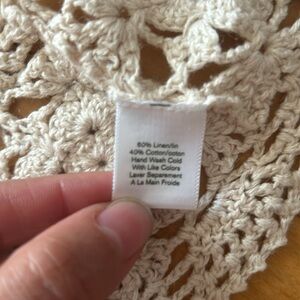 60% Linen/lin
40% Cotton/coton
Hand Wash Cold
With Like Colors
Laver Separement
A La Main Froide